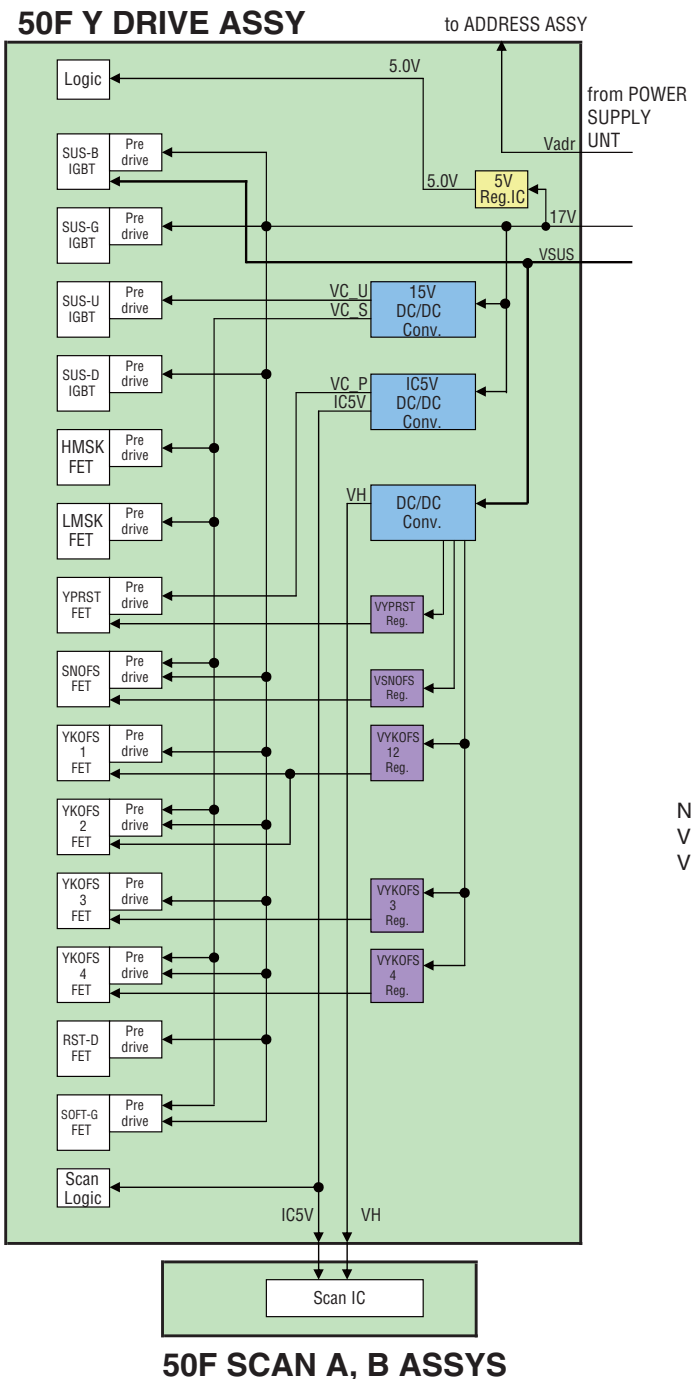 50F Y DRIVE ASSY
to ADDRESS ASSY
Logic
5.0V
from POWER
SUPPLY
UNT
Vadr
SUS-B
IGBT
Pre
drive
5.0V
5V
Reg.IC
17V
SUS-G
IGBT
Pre
drive
VSUS
SUS-U
IGBT
Pre
drive
VC_U
VC_S
15V
DC/DC
Conv.
SUS-D
IGBT
Pre
drive
VC_P
IC5V
IC5V
DC/DC
Conv.
HMSK
FET
Pre
drive
VH
DC/DC
Conv.
LMSK
FET
Pre
drive
YPRST
FET
Pre
drive
VYPRST
Reg.
SNOFS
FET
Pre
drive
VSNOFS
Reg.
YKOFS
1
FET
Pre
drive
VYKOFS
12
Reg.
YKOFS
2
FET
Pre
drive
N
V
V
YKOFS
3
FET
Pre
drive
VYKOFS
3
Reg.
YKOFS
4
FET
Pre
drive
VYKOFS
4
Reg.
RST-D
FET
Pre
drive
SOFT-G
FET
Pre
drive
Scan
Logic
IC5V
VH
Scan IC
50F SCAN A, B ASSYS